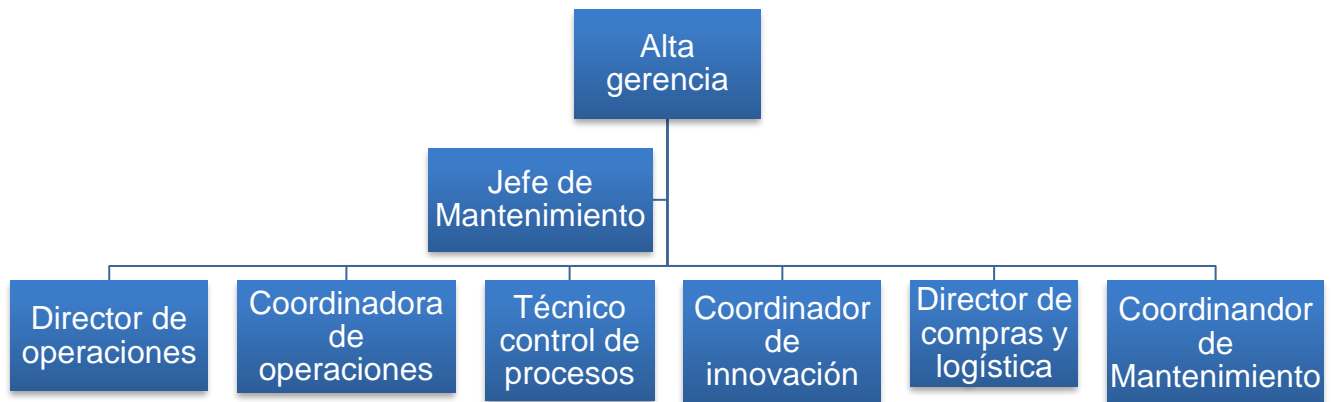 Alta
gerencia
Jefe de
Mantenimiento
Director de
operaciones
Coordinadora
de
operaciones
Técnico
control de
procesos
Coordinador
de
innovación
Director de
compras y
logística
Coordinandor
de
Mantenimiento